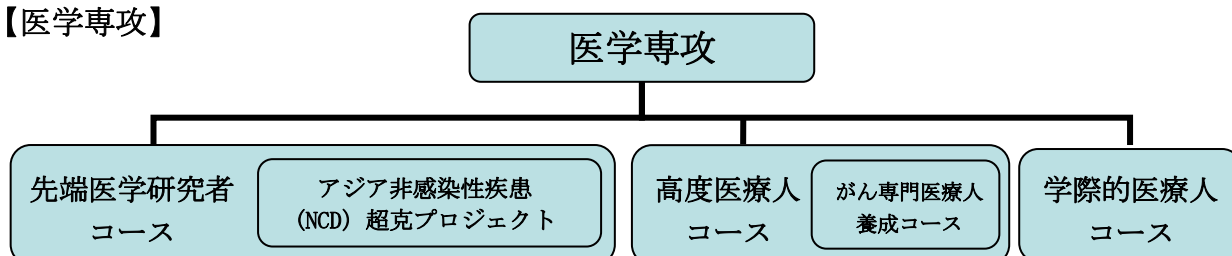 【医学専攻】
医学専攻
先端医学研究者
コース
アジア非感染性疾患
(NCD) 超克プロジェクト
高度医療人
コース
がん専門医療人
養成コース
学際的医療人
コース